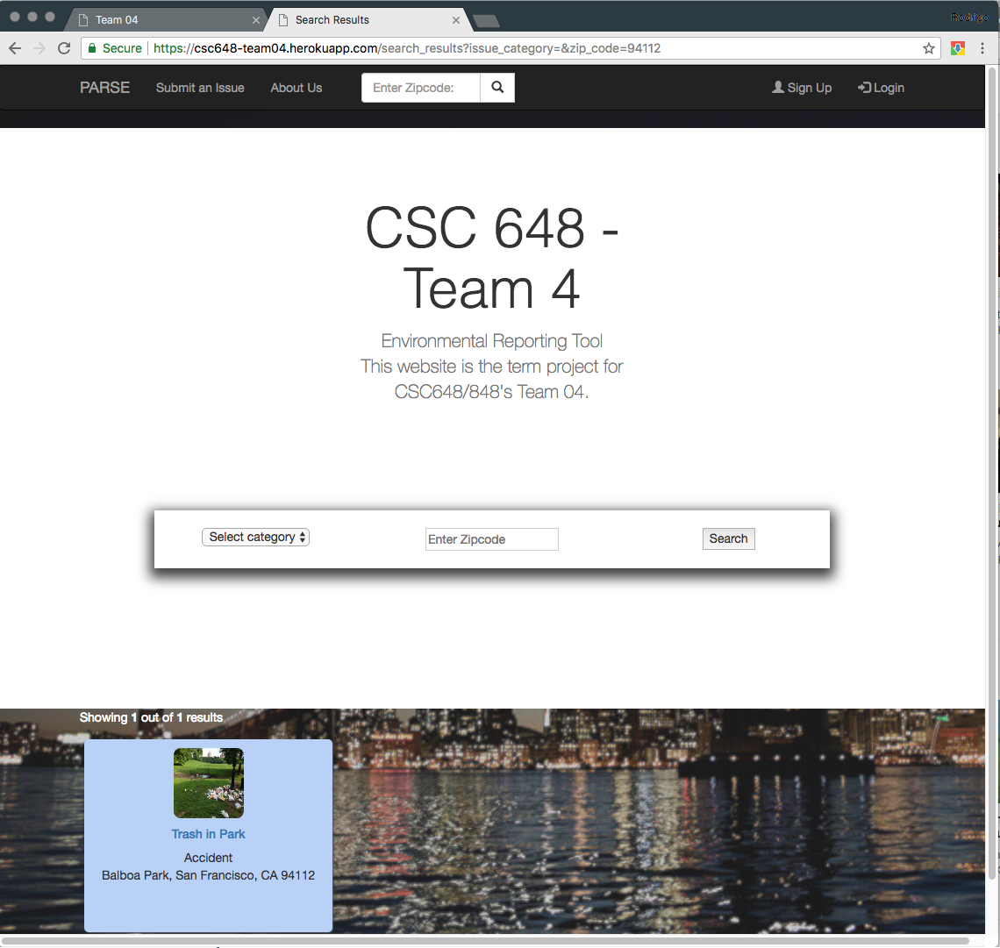 Team 04
Search Results
Rodrigo
Secure https://csc648-team04.herokuapp.com/search_results?issue_category=&zip_code=94112
PARSE Submit an Issue About Us Enter Zipcode: Sign Up Login
CSC 648 -
Team 4
Environmental Reporting Tool
This website is the term project for
CSC648/848's Team 04.
Select category Enter Zipcode Search
Showing 1 out of 1 results
Trash in Park
Accident
Balboa Park, San Francisco, CA 94112